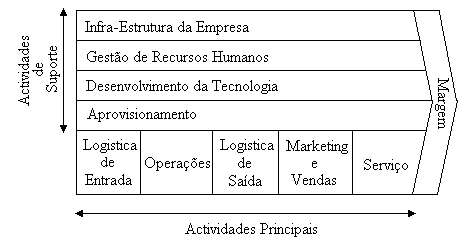 Actividades
de
Suporte
Infra-Estrutura da Empresa
Gestão de Recursos Humanos
Desenvolvimento da Tecnologia
Aprovisionamento
Logistica
de
Entrada
Operações
Logistica
de
Saída
Marketing
e
Vendas
Serviço
Margem
Actividades Principais